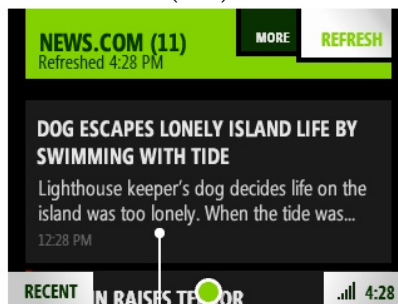 NEWS.COM (11)
Refreshed 4:28 PM
MORE
REFRESH
DOG ESCAPES LONELY ISLAND LIFE BY
SWIMMING WITH TIDE
Lighthouse keeper's dog decides life on the
island was too lonely. When the tide was...
12:28 PM
RECENT
IN RAISES
4:28